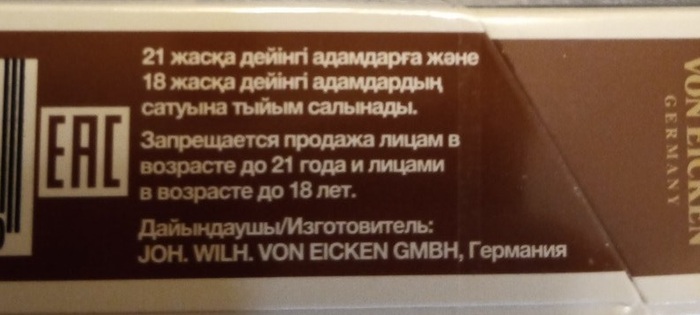 21 жасқа дейінгі адамдарға және
18 жасқа дейінгі адамдардың
сатуына тыйым салынады.
EAC
Запрещается продажа лицам в
возрасте до 21 года и лицами
в возрасте до 18 лет.
Дайындаушы/Изготовитель:
JOH. WILH. VON EICKEN GMBH, Германия
VON EICKEN
GERMANY